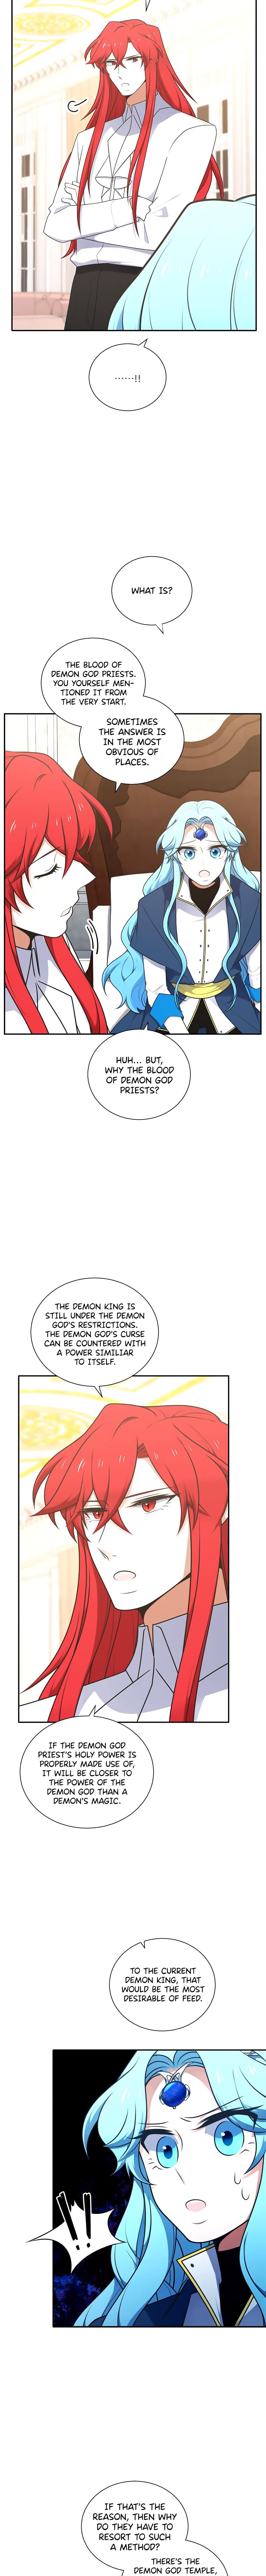 ......!!
WHAT IS?
THE BLOOD OF
DEMON GOD PRIESTS.
YOU YOURSELF MEN-
TIONED IT FROM
THE VERY START.
SOMETIMES
THE ANSWER IS
IN THE MOST
OBVIOUS OF
PLACES.
HUH... BUT,
WHY THE BLOOD
OF DEMON GOD
PRIESTS?
THE DEMON KING IS
STILL UNDER THE DEMON
GOD'S RESTRICTIONS.
THE DEMON GOD'S CURSE
CAN BE COUNTERED WITH
A POWER SIMILIAR
TO ITSELF.
IF THE DEMON GOD
PRIEST'S HOLY POWER IS
PROPERLY MADE USE OF,
IT WILL BE CLOSER TO
THE POWER OF THE
DEMON GOD THAN A
DEMON'S MAGIC.
TO THE CURRENT
DEMON KING, THAT
WOULD BE THE MOST
DESIRABLE OF FEED.
!!
IF THAT'S THE
REASON, THEN WHY
DO THEY HAVE TO
RESORT TO SUCH
A METHOD?
THERE'S THE
DEMON GOD TEMPLE,